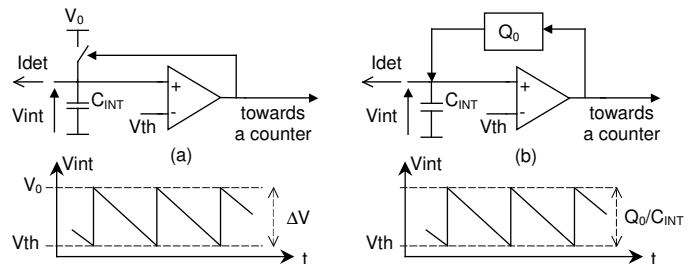 V0
Idet
Vint
CINT
Vth
+
-
towards
a counter
(a)
Vint
V0
Vth
ΔV
t
Q0
Idet
Vint
CINT
Vth
+
-
towards
a counter
(b)
Vint
V0
Vth
Q0/CINT
t